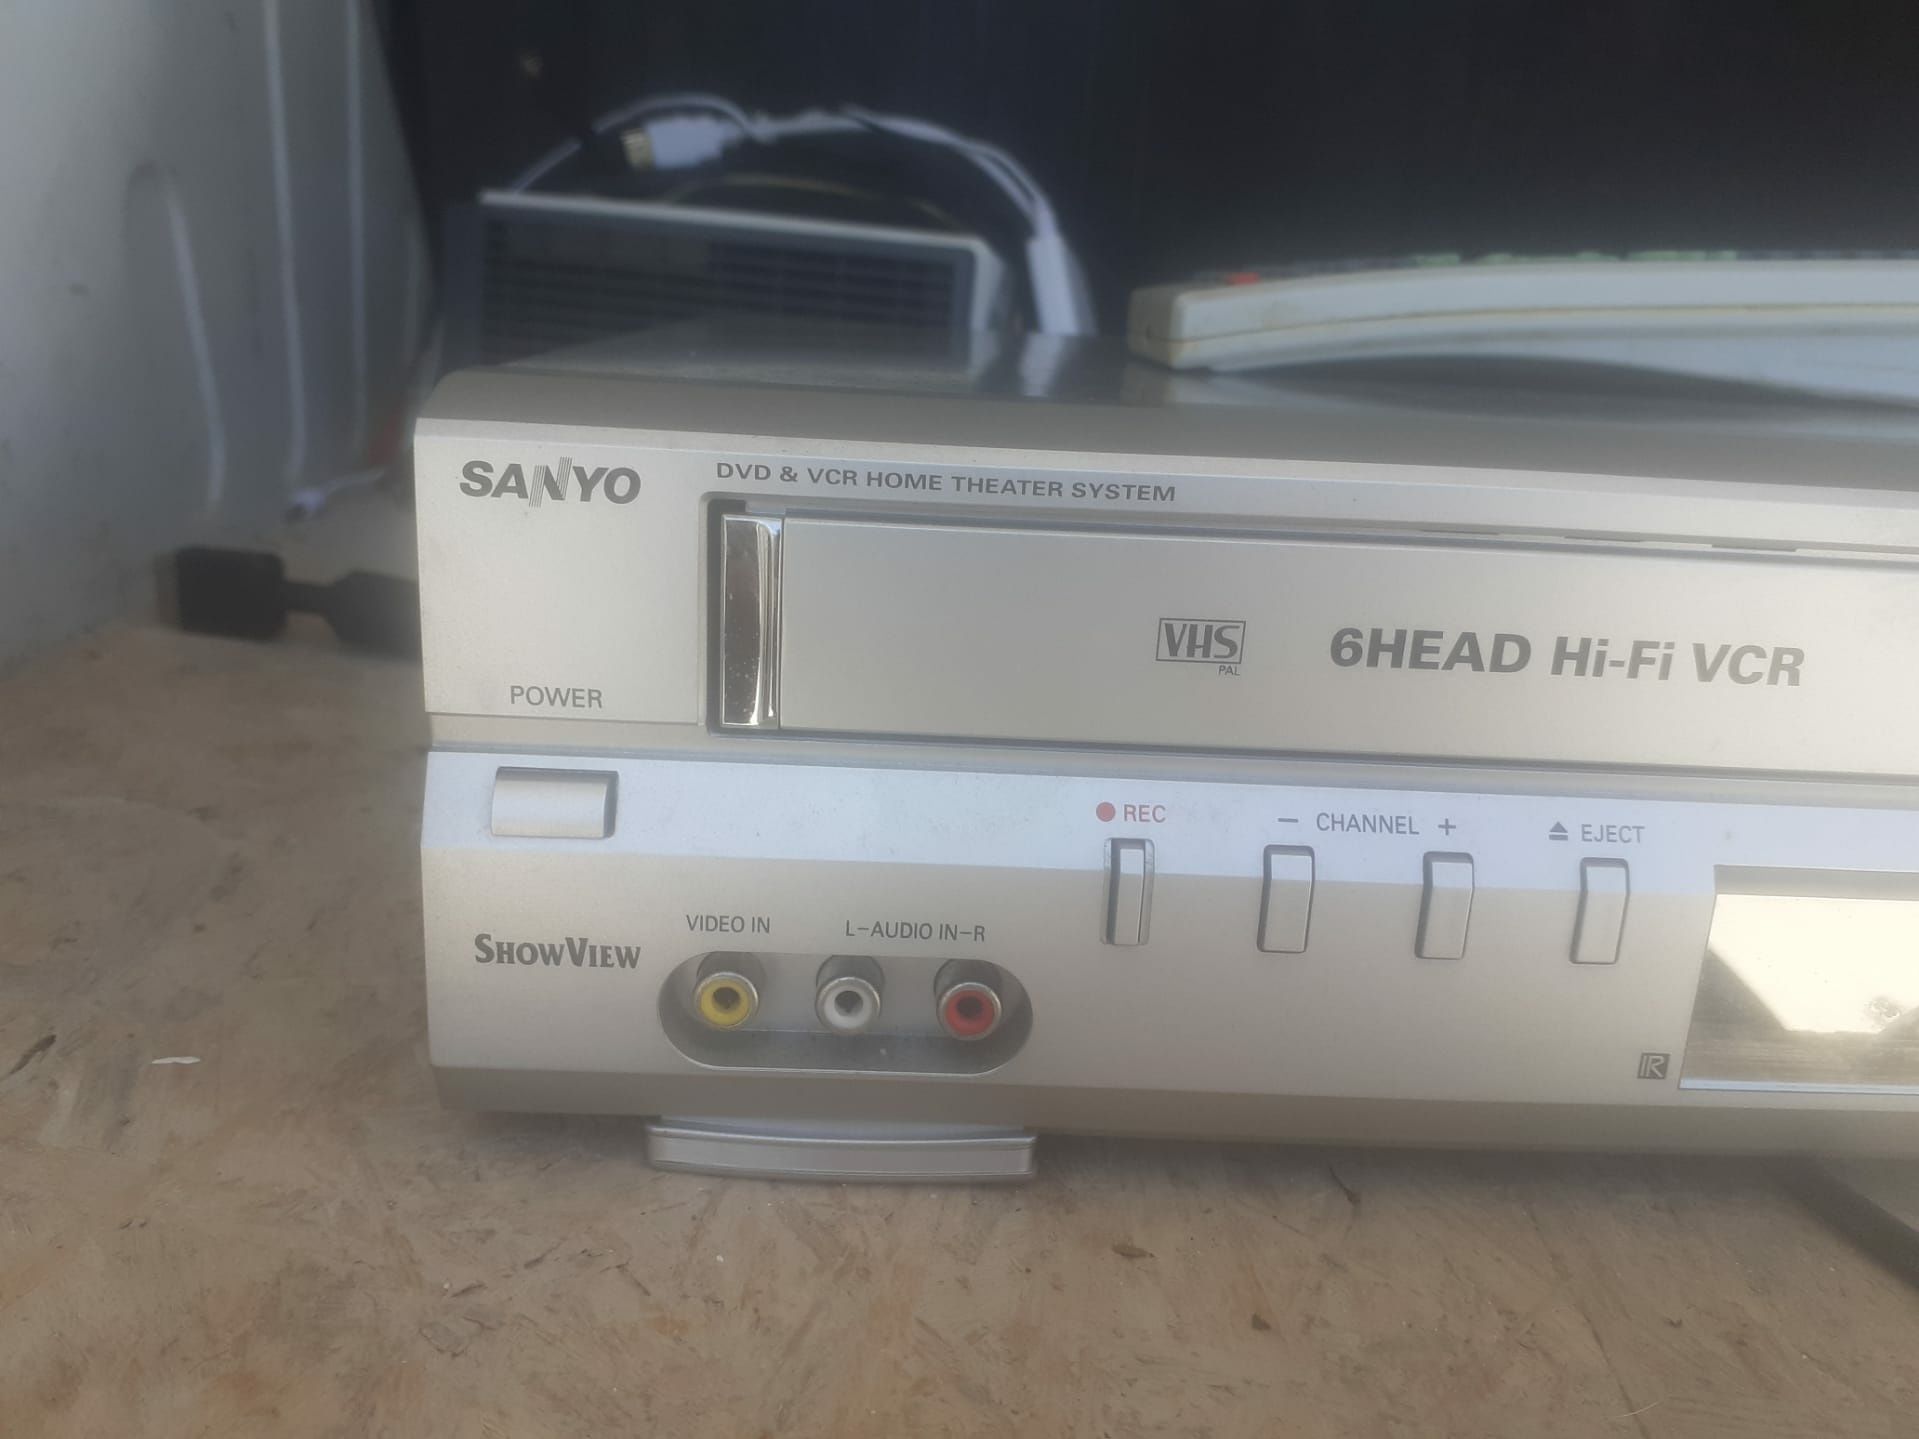 SANYO
DVD & VCR HOME THEATER SYSTEM
VHS
PAL
6HEAD Hi-Fi VCR
POWER
● REC
− CHANNEL +
⏏ EJECT
VIDEO IN
L−AUDIO IN−R
SHOWVIEW
IR